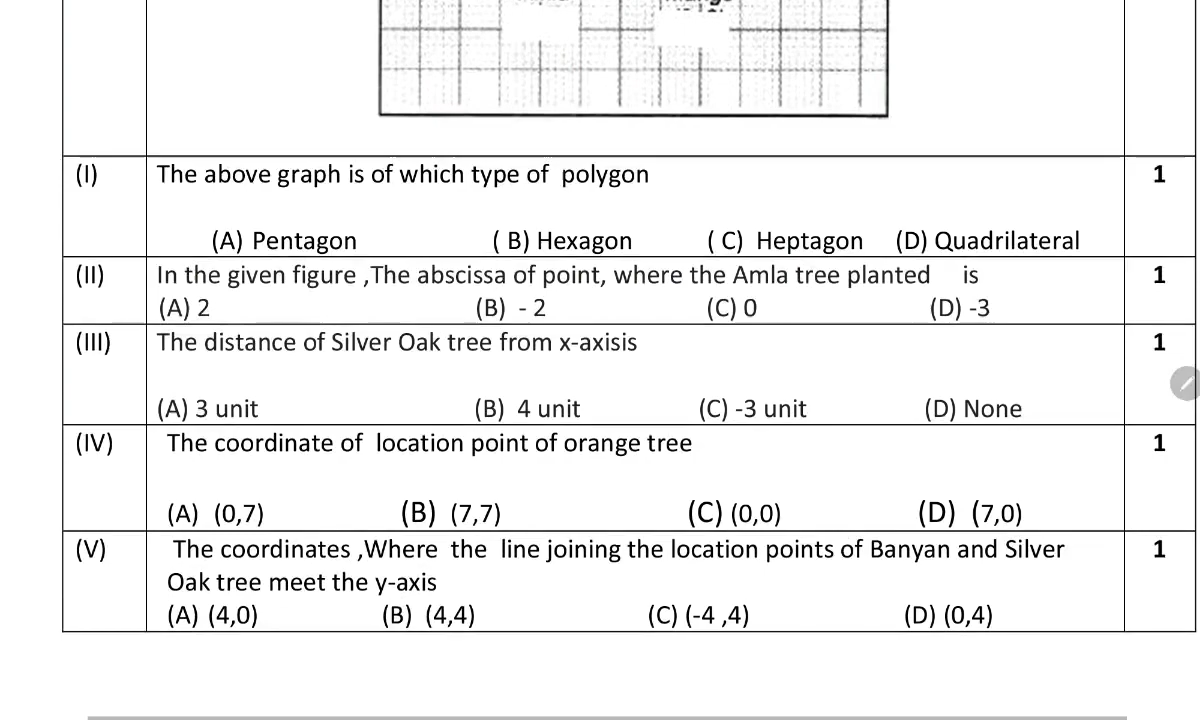 (I) The above graph is of which type of polygon 1
(A) Pentagon ( B) Hexagon ( C) Heptagon (D) Quadrilateral
(II) In the given figure ,The abscissa of point, where the Amla tree planted is 1
(A) 2 (B) - 2 (C) 0 (D) -3
(III) The distance of Silver Oak tree from x-axisis 1
(A) 3 unit (B) 4 unit (C) -3 unit (D) None
(IV) The coordinate of location point of orange tree 1
(A) (0,7) (B) (7,7) (C) (0,0) (D) (7,0)
(V) The coordinates ,Where the line joining the location points of Banyan and Silver 1
Oak tree meet the y-axis
(A) (4,0) (B) (4,4) (C) (-4 ,4) (D) (0,4)